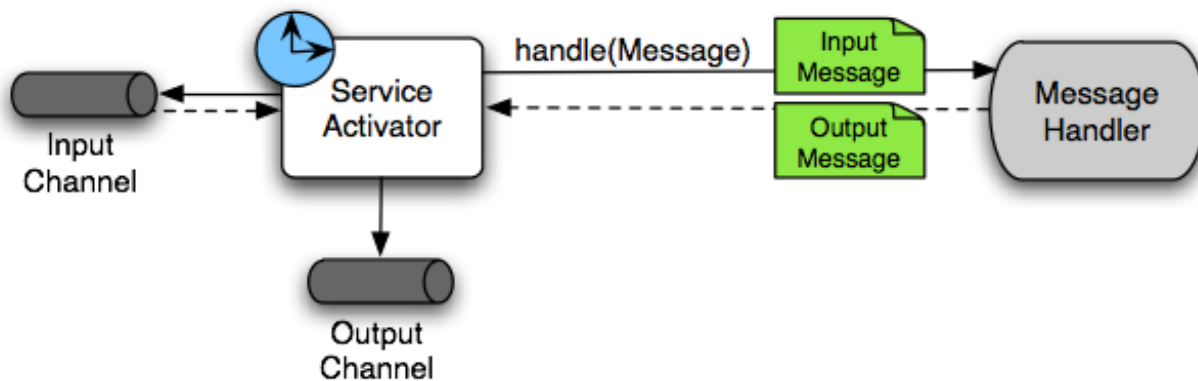 Input
Channel
Service
Activator
handle(Message)
Input
Message
Output
Message
Message
Handler
Output
Channel